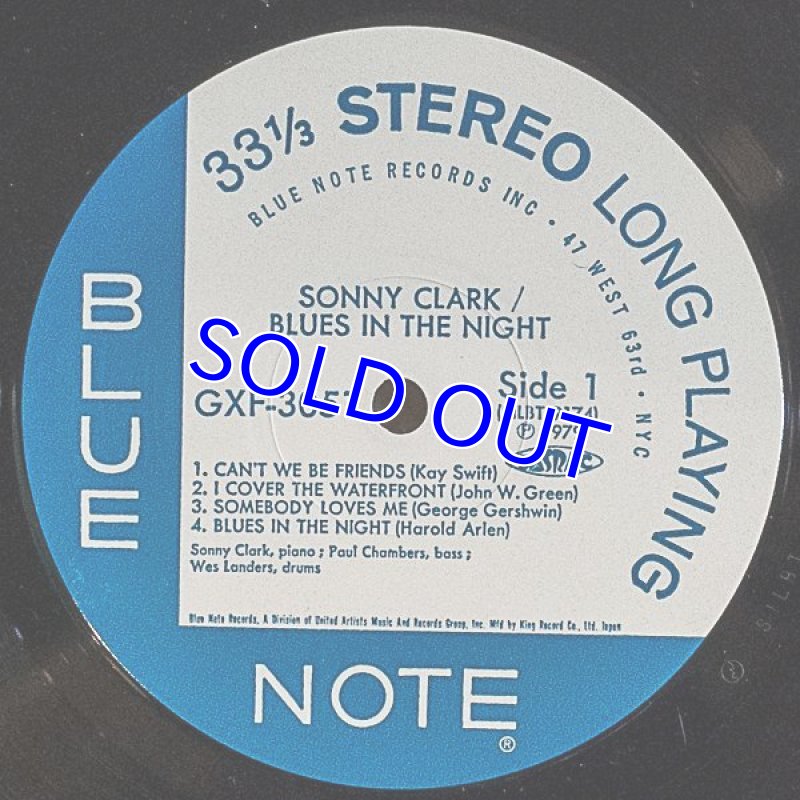 33⅓ STEREO LONG PLAYING
BLUE NOTE RECORDS INC • 47 WEST 63rd • NYC
SONNY CLARK /
BLUES IN THE NIGHT
Side 1
SOLD OUT
1. CAN'T WE BE FRIENDS (Kay Swift)
2. I COVER THE WATERFRONT (John W. Green)
3. SOMEBODY LOVES ME (George Gershwin)
4. BLUES IN THE NIGHT (Harold Arlen)
Sonny Clark, piano ; Paul Chambers, bass ;
Wes Landers, drums
Blue Note Records, A Division of United Artists Music And Records Group, Inc. Mfd by King Record Co., Ltd. Japan
BLUE
NOTE
®